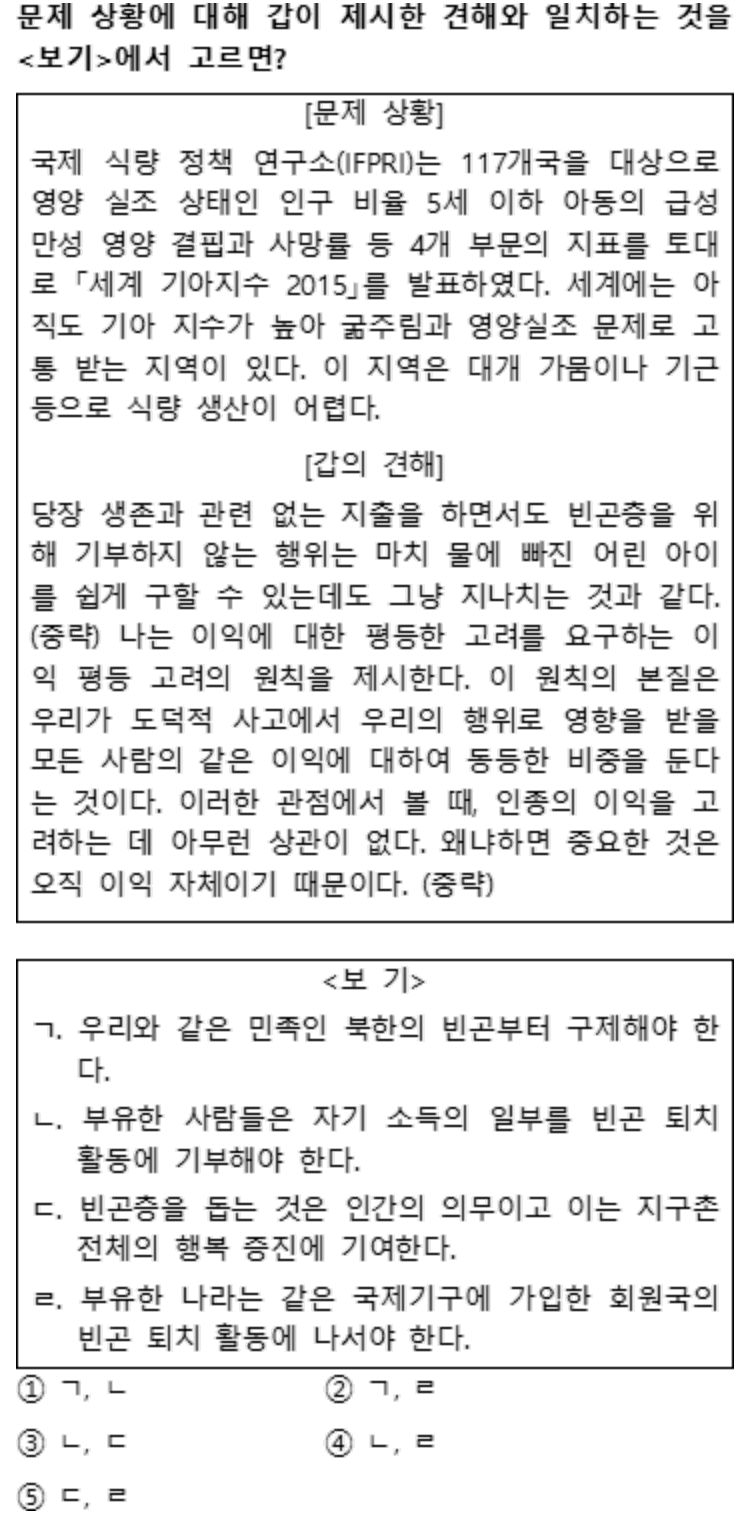 문제 상황에 대해 갑이 제시한 견해와 일치하는 것을
<보기>에서 고르면?
[문제 상황]
국제 식량 정책 연구소(IFPRI)는 117개국을 대상으로
영양 실조 상태인 인구 비율 5세 이하 아동의 급성
만성 영양 결핍과 사망률 등 4개 부문의 지표를 토대
로 「세계 기아지수 2015」를 발표하였다. 세계에는 아
직도 기아 지수가 높아 굶주림과 영양실조 문제로 고
통 받는 지역이 있다. 이 지역은 대개 가뭄이나 기근
등으로 식량 생산이 어렵다.
[갑의 견해]
당장 생존과 관련 없는 지출을 하면서도 빈곤층을 위
해 기부하지 않는 행위는 마치 물에 빠진 어린 아이
를 쉽게 구할 수 있는데도 그냥 지나치는 것과 같다.
(중략) 나는 이익에 대한 평등한 고려를 요구하는 이
익 평등 고려의 원칙을 제시한다. 이 원칙의 본질은
우리가 도덕적 사고에서 우리의 행위로 영향을 받을
모든 사람의 같은 이익에 대하여 동등한 비중을 둔다
는 것이다. 이러한 관점에서 볼 때, 인종의 이익을 고
려하는 데 아무런 상관이 없다. 왜냐하면 중요한 것은
오직 이익 자체이기 때문이다. (중략)
<보 기>
ㄱ. 우리와 같은 민족인 북한의 빈곤부터 구제해야 한
다.
ㄴ. 부유한 사람들은 자기 소득의 일부를 빈곤 퇴치
활동에 기부해야 한다.
ㄷ. 빈곤층을 돕는 것은 인간의 의무이고 이는 지구촌
전체의 행복 증진에 기여한다.
ㄹ. 부유한 나라는 같은 국제기구에 가입한 회원국의
빈곤 퇴치 활동에 나서야 한다.
① ㄱ, ㄴ ② ㄱ, ㄹ
③ ㄴ, ㄷ ④ ㄴ, ㄹ
⑤ ㄷ, ㄹ